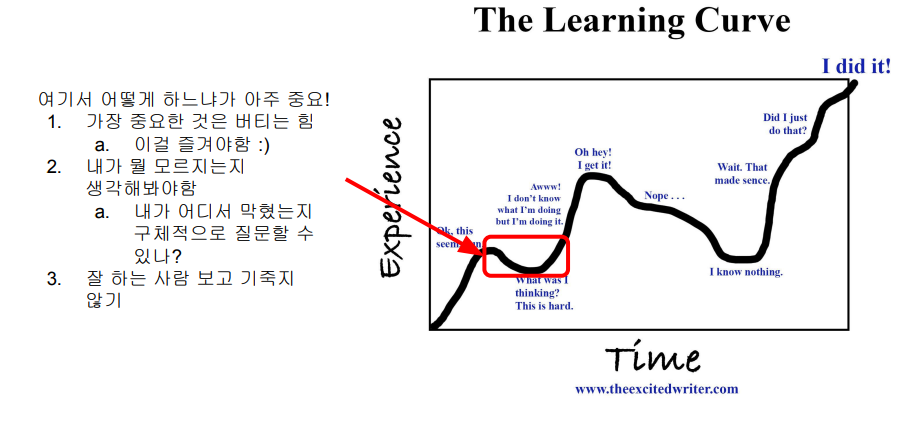 The Learning Curve
I did it!
여기서 어떻게 하느냐가 아주 중요!
1. 가장 중요한 것은 버티는 힘
a. 이걸 즐겨야함 :)
2. 내가 뭘 모르지는지
생각해봐야함
a. 내가 어디서 막혔는지
구체적으로 질문할 수
있나?
3. 잘 하는 사람 보고 기죽지
않기
Experience
Ok, this
What was I
thinking?
This is hard.
Awww!
I don't know
what I'm doing
but I'm doing it.
Oh hey!
I get it!
Nope . . .
I know nothing.
Wait. That
made sence.
Did I just
do that?
Time
www.theexcitedwriter.com